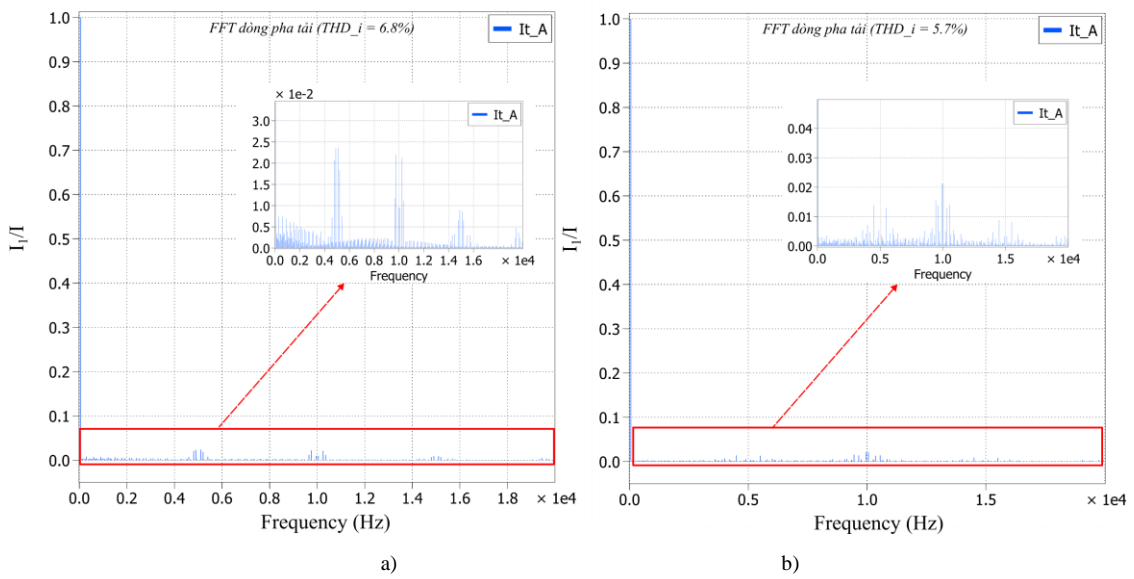 FFT dòng pha tải (THD_i = 6.8%)
It_A
1.0
0.9
0.8
0.7
0.6
0.5
0.4
0.3
0.2
0.1
0.0
I₁/I
× 1e-2
It_A
3.0
2.5
2.0
1.5
1.0
0.5
0.0
0.0 0.2 0.4 0.6 0.8 1.0 1.2 1.4 1.6 × 1e4
Frequency
0.0 0.2 0.4 0.6 0.8 1.0 1.2 1.4 1.6 1.8 × 1e4
Frequency (Hz)
a)
FFT dòng pha tải (THD_i = 5.7%)
It_A
1.0
0.9
0.8
0.7
0.6
0.5
0.4
0.3
0.2
0.1
0.0
I₁/I
It_A
0.04
0.03
0.02
0.01
0.00
0.0 0.5 1.0 1.5 × 1e4
Frequency
0.0 0.5 1.0 1.5 × 1e4
Frequency (Hz)
b)